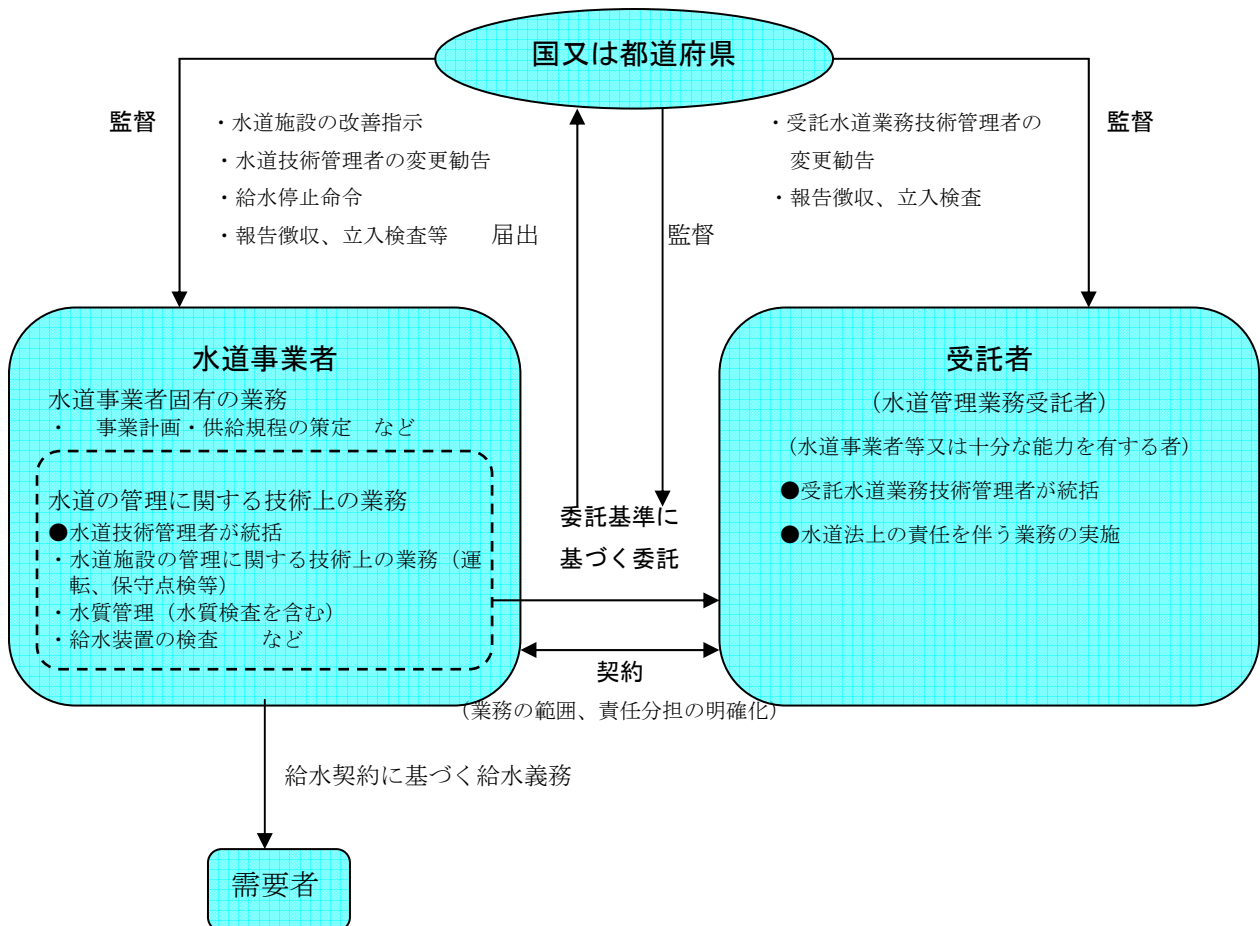 国又は都道府県
監督
・水道施設の改善指示
・水道技術管理者の変更勧告
・給水停止命令
・報告徴収、立入検査等
届出
監督
・受託水道業務技術管理者の
変更勧告
・報告徴収、立入検査
監督
水道事業者
水道事業者固有の業務
・　事業計画・供給規程の策定　など
水道の管理に関する技術上の業務
●水道技術管理者が統括
・水道施設の管理に関する技術上の業務（運
転、保守点検等）
・水質管理（水質検査を含む）
・給水装置の検査　　など
委託基準に
基づく委託
契約
（業務の範囲、責任分担の明確化）
受託者
（水道管理業務受託者）
（水道事業者等又は十分な能力を有する者）
●受託水道業務技術管理者が統括
●水道法上の責任を伴う業務の実施
給水契約に基づく給水義務
需要者